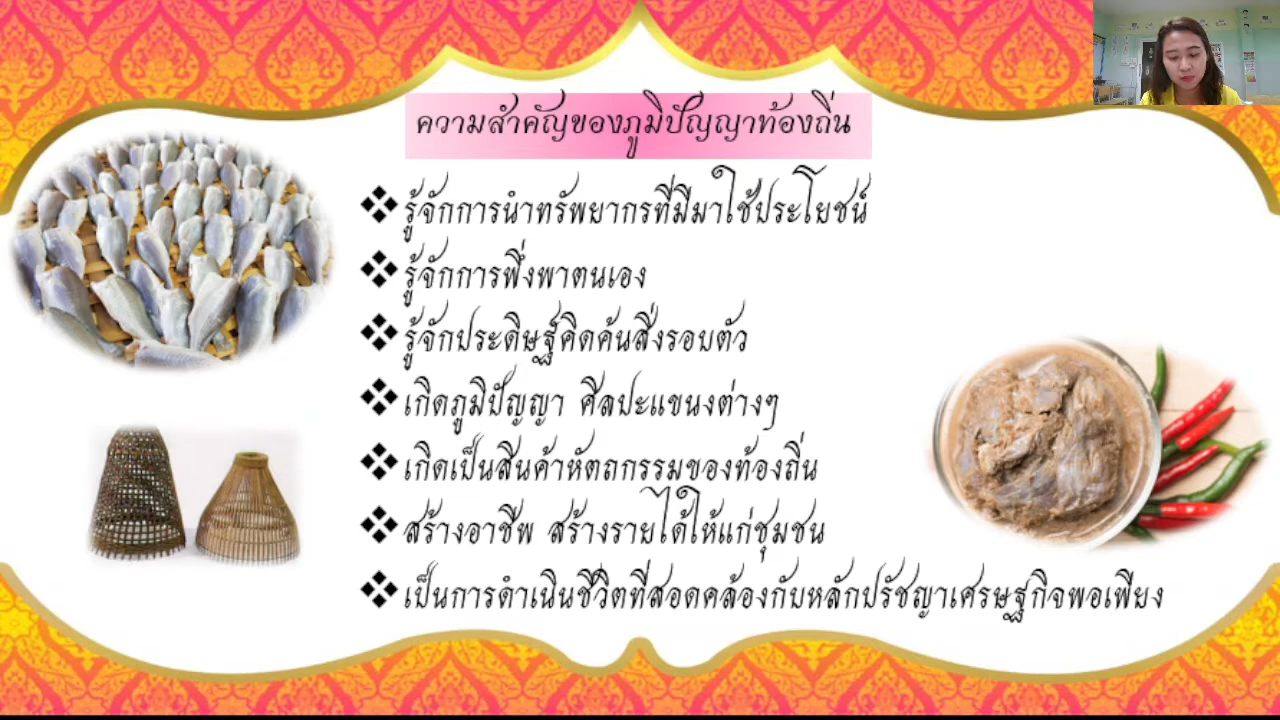 ความสำคัญของภูมิปัญญาท้องถิ่น
❖รู้จักการนำทรัพยากรที่มีมาใช้ประโยชน์
❖รู้จักการพึ่งพาตนเอง
❖รู้จักประดิษฐ์คิดค้นสิ่งรอบตัว
❖เกิดภูมิปัญญา ศิลปะแขนงต่างๆ
❖เกิดเป็นสินค้าหัตถกรรมของท้องถิ่น
❖สร้างอาชีพ สร้างรายได้ให้แก่ชุมชน
❖เป็นการดำเนินชีวิตที่สอดคล้องกับหลักปรัชญาเศรษฐกิจพอเพียง